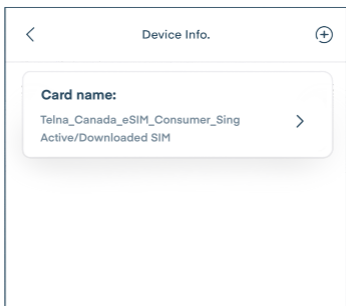 Device Info.
Card name:
Telna_Canada_eSIM_Consumer_Sing
Active/Downloaded SIM